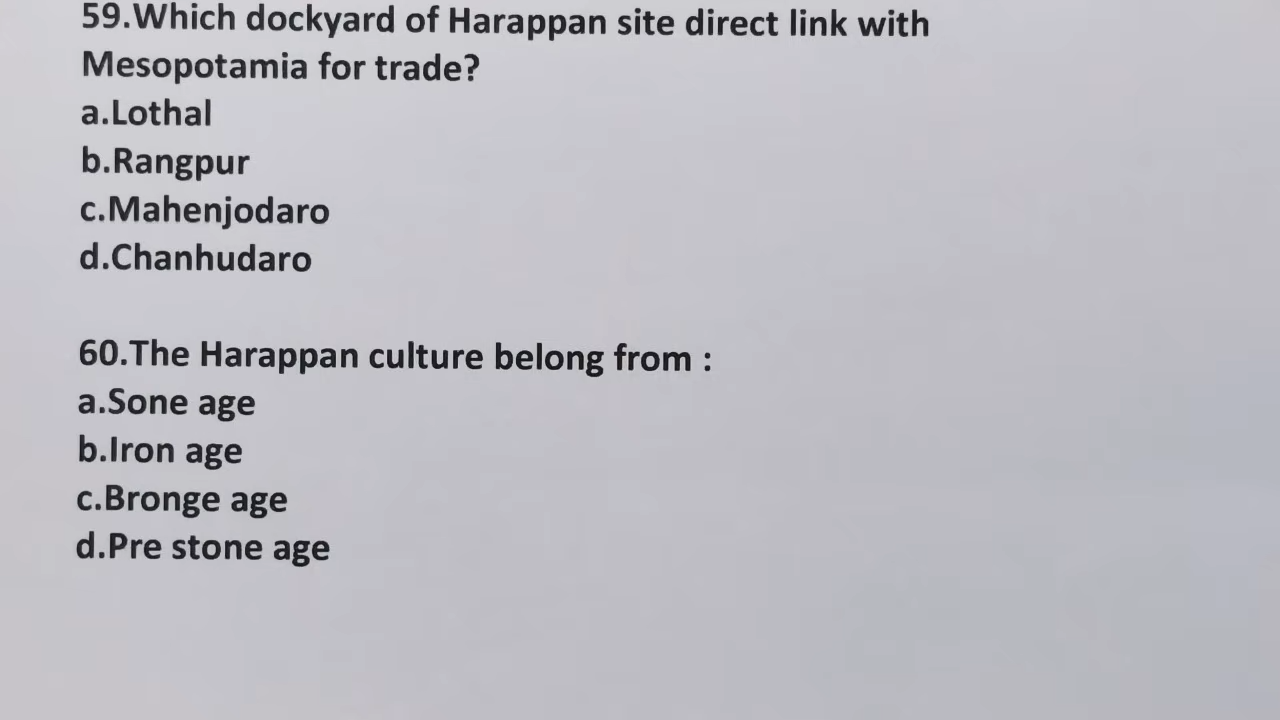 59.Which dockyard of Harappan site direct link with
Mesopotamia for trade?
a.Lothal
b.Rangpur
c.Mahenjodaro
d.Chanhudaro
60.The Harappan culture belong from :
a.Sone age
b.Iron age
c.Bronge age
d.Pre stone age